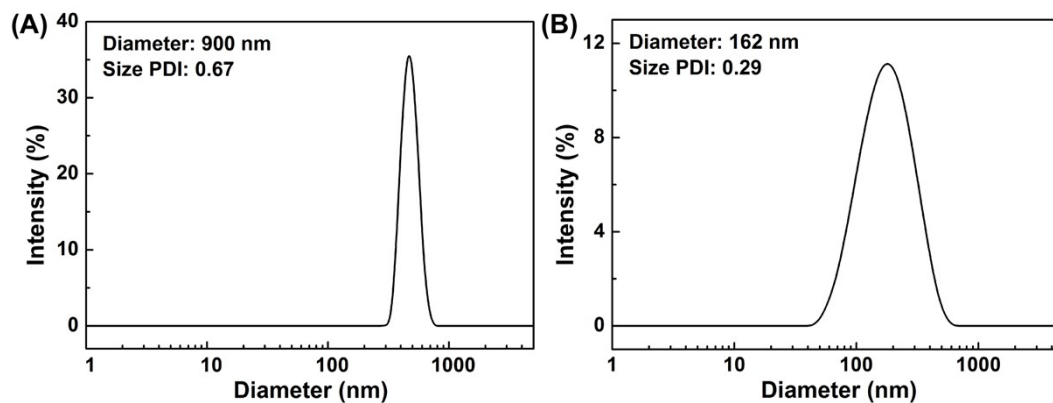 (A)
Diameter: 900 nm
Size PDI: 0.67
Intensity (%)
40
30
20
10
0
1 10 100 1000
Diameter (nm)
(B)
Diameter: 162 nm
Size PDI: 0.29
Intensity (%)
12
8
4
0
1 10 100 1000
Diameter (nm)